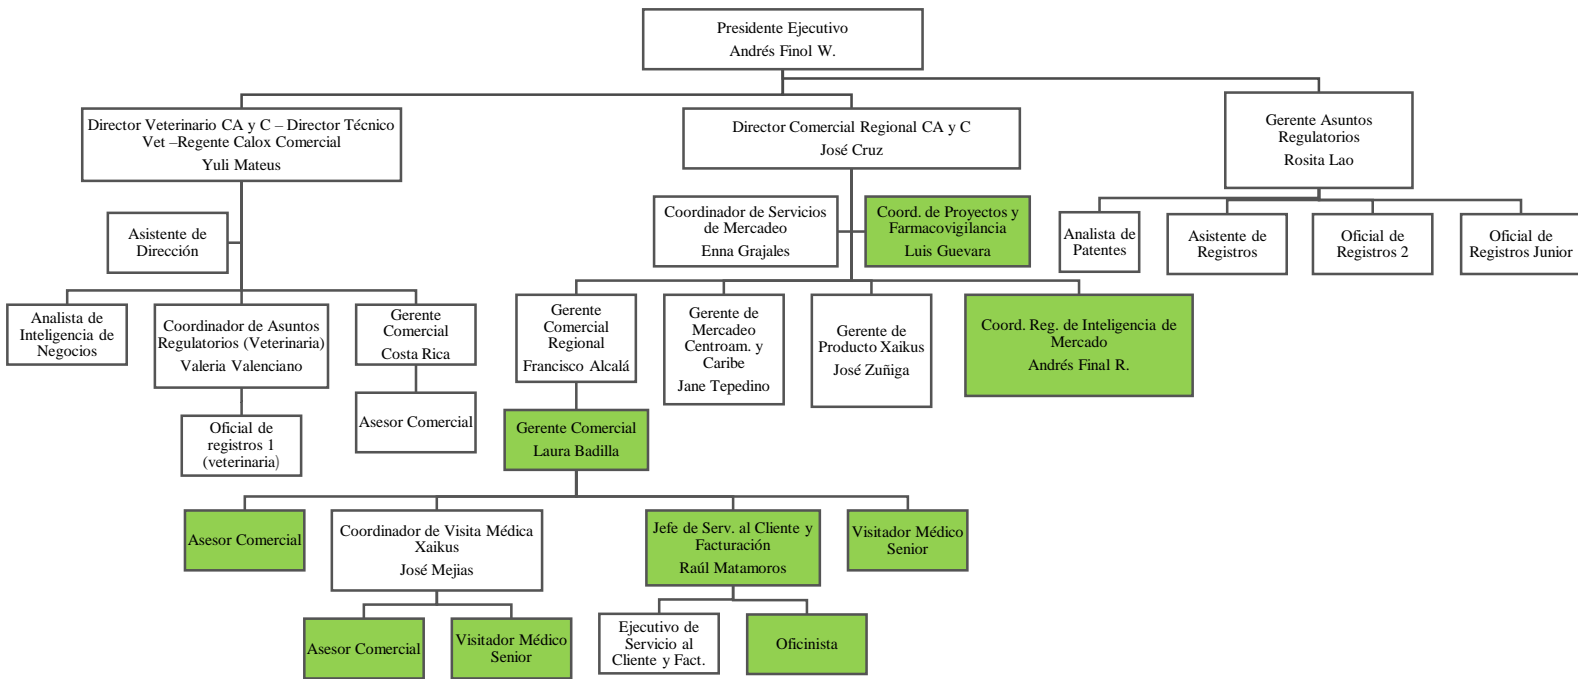 Presidente Ejecutivo
Andrés Finol W.
Director Veterinario CA y C – Director Técnico
Vet –Regente Calox Comercial
Yuli Mateus
Director Comercial Regional CA y C
José Cruz
Gerente Asuntos
Regulatorios
Rosita Lao
Asistente de
Dirección
Coordinador de Servicios
de Mercadeo
Enna Grajales
Coord. de Proyectos y
Farmacovigilancia
Luis Guevara
Analista de
Patentes
Asistente de
Registros
Oficial de
Registros 2
Oficial de
Registros Junior
Analista de
Inteligencia de
Negocios
Coordinador de Asuntos
Regulatorios (Veterinaria)
Valeria Valenciano
Gerente
Comercial
Costa Rica
Gerente
Comercial
Regional
Francisco Alcalá
Gerente de
Mercadeo
Centroam. y
Caribe
Jane Tepedino
Gerente de
Producto Xaikus
José Zuñiga
Coord. Reg. de Inteligencia de
Mercado
Andrés Final R.
Oficial de
registros 1
(veterinaria)
Asesor Comercial
Gerente Comercial
Laura Badilla
Asesor Comercial
Coordinador de Visita Médica
Xaikus
José Mejias
Jefe de Serv. al Cliente y
Facturación
Raúl Matamoros
Visitador Médico
Senior
Asesor Comercial
Visitador Médico
Senior
Ejecutivo de
Servicio al
Cliente y Fact.
Oficinista